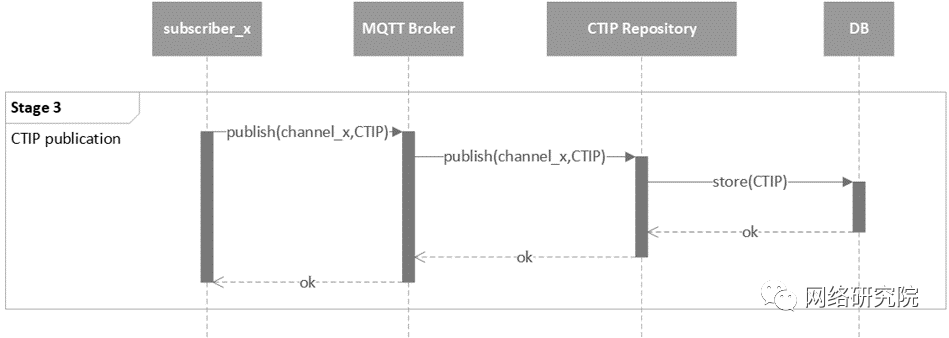 subscriber_x
MQTT Broker
CTIP Repository
DB
Stage 3
CTIP publication
publish(channel_x,CTIP)
publish(channel_x,CTIP)
store(CTIP)
ok
ok
ok
网络研究院